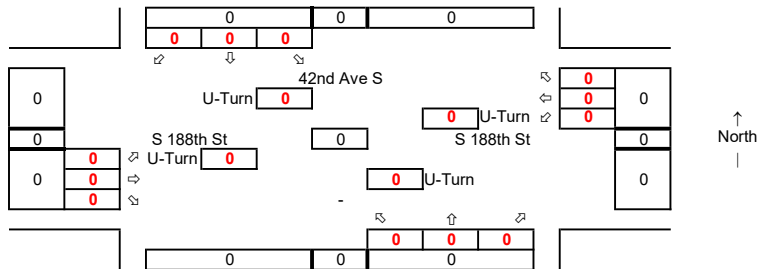 0 0 0
0 0 0
⬃ ⇩ ⬂
42nd Ave S
⬁ 0
0 U-Turn 0 ⇦ 0 0
0 U-Turn ⬃ 0
0 S 188th St 0 S 188th St 0
0 ⬀ U-Turn 0
0 0 ⇨ 0 U-Turn 0
0 ⬂ -
⬁ ⇧ ⬀
0 0 0
0 0 0
↑
North
|